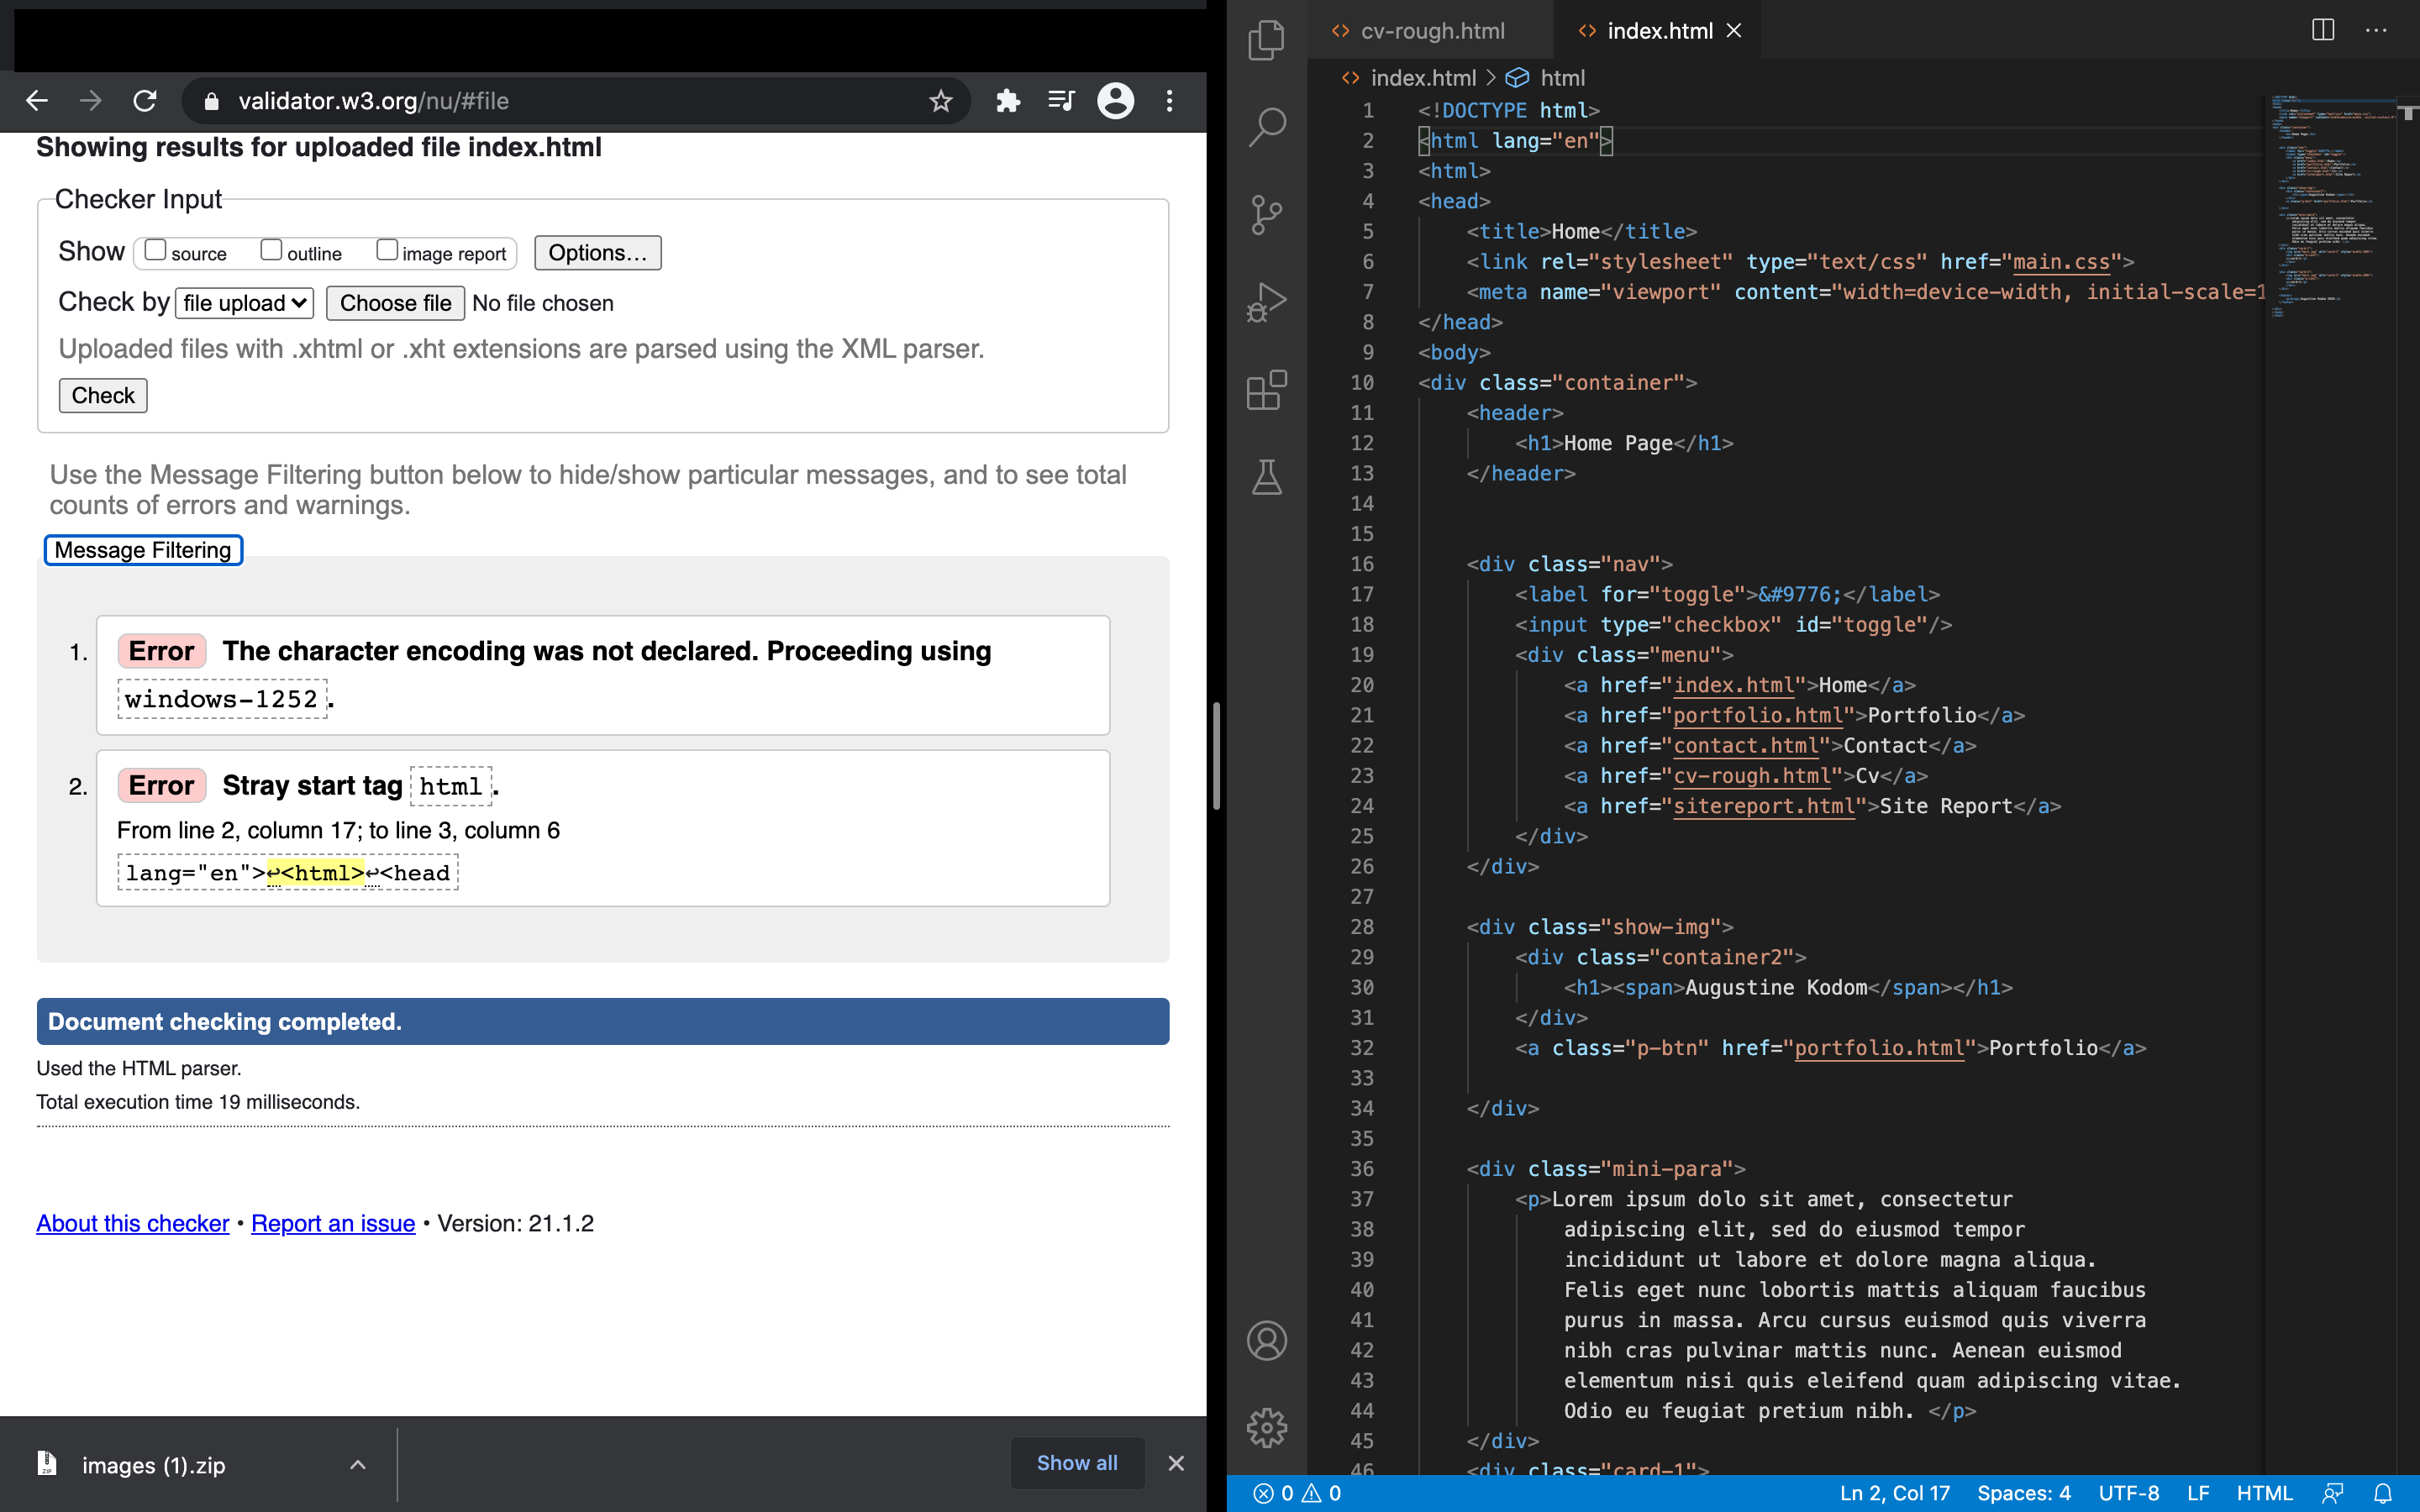 validator.w3.org/nu/#file
Showing results for uploaded file index.html
Checker Input
Show source outline image report Options...
Check by file upload Choose file No file chosen
Uploaded files with .xhtml or .xht extensions are parsed using the XML parser.
Check
Use the Message Filtering button below to hide/show particular messages, and to see total
counts of errors and warnings.
Message Filtering
1. Error The character encoding was not declared. Proceeding using
windows-1252.
2. Error Stray start tag html.
From line 2, column 17; to line 3, column 6
lang="en">↩<html>↩<head
Document checking completed.
Used the HTML parser.
Total execution time 19 milliseconds.
About this checker • Report an issue • Version: 21.1.2
images (1).zip
Show all
cv-rough.html index.html
index.html > html
1 <!DOCTYPE html>
2 <html lang="en">
3 <html>
4 <head>
5 <title>Home</title>
6 <link rel="stylesheet" type="text/css" href="main.css">
7 <meta name="viewport" content="width=device-width, initial-scale=1
8 </head>
9 <body>
10 <div class="container">
11 <header>
12 <h1>Home Page</h1>
13 </header>
14
15
16 <div class="nav">
17 <label for="toggle">&#9776;</label>
18 <input type="checkbox" id="toggle"/>
19 <div class="menu">
20 <a href="index.html">Home</a>
21 <a href="portfolio.html">Portfolio</a>
22 <a href="contact.html">Contact</a>
23 <a href="cv-rough.html">Cv</a>
24 <a href="sitereport.html">Site Report</a>
25 </div>
26 </div>
27
28 <div class="show-img">
29 <div class="container2">
30 <h1><span>Augustine Kodom</span></h1>
31 </div>
32 <a class="p-btn" href="portfolio.html">Portfolio</a>
33
34 </div>
35
36 <div class="mini-para">
37 <p>Lorem ipsum dolo sit amet, consectetur
38 adipiscing elit, sed do eiusmod tempor
39 incididunt ut labore et dolore magna aliqua.
40 Felis eget nunc lobortis mattis aliquam faucibus
41 purus in massa. Arcu cursus euismod quis viverra
42 nibh cras pulvinar mattis nunc. Aenean euismod
43 elementum nisi quis eleifend quam adipiscing vitae.
44 Odio eu feugiat pretium nibh. </p>
45 </div>
46 <div class="card-1">
0 0 Ln 2, Col 17 Spaces: 4 UTF-8 LF HTML